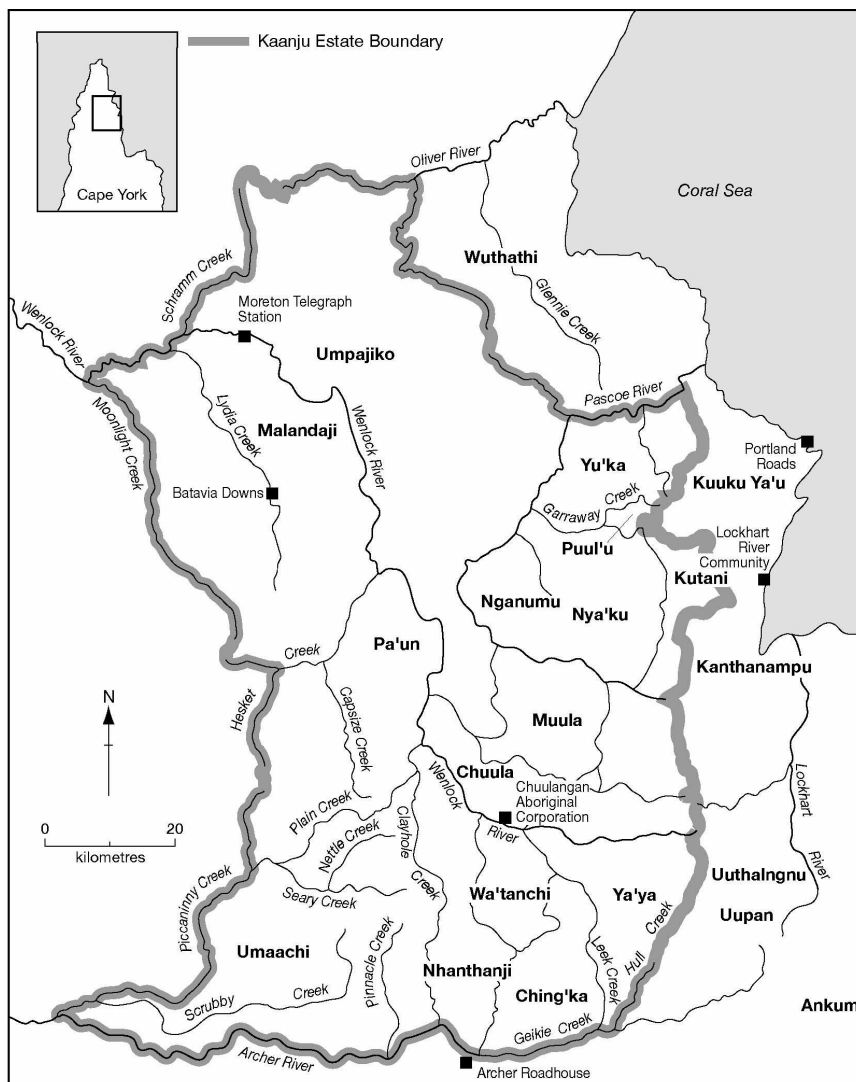 Kaanju Estate Boundary
Cape York
Oliver River
Coral Sea
Wuthathi
Schramm Creek
Glennie Creek
Moreton Telegraph
Station
Wenlock River
Umpajiko
Pascoe River
Moonlight Creek
Lydia Creek
Malandaji
Wenlock River
Portland
Roads
Yu'ka
Kuuku Ya'u
Batavia Downs
Garraway Creek
Lockhart
River
Community
Puul'u
Kutani
Nganumu
Nya'ku
Creek
Pa'un
Kanthanampu
N
Hesket
Capsize Creek
Muula
Chuula
Wenlock
River
Chuulangan
Aboriginal
Corporation
Lockhart
River
Plain Creek
0 20
kilometres
Nettle Creek
Clayhole
Creek
Piccaninny Creek
Seary Creek
Wa'tanchi
Ya'ya
Uuthalngnu
Uupan
Umaachi
Pinnacle Creek
Leek Creek
Hull Creek
Nhanthanji
Ching'ka
Scrubby Creek
Geikie Creek
Ankum
Archer River
Archer Roadhouse